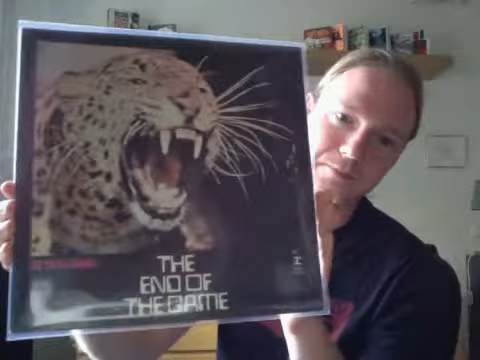 THE
END OF
THE GAME